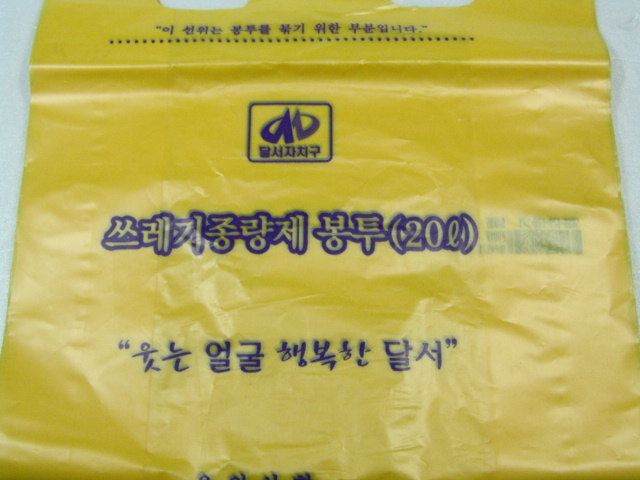 "이 선위는 봉투를 묶기 위한 부분입니다."
달서자치구
쓰레기종량제 봉투(20ℓ)
"웃는 얼굴 행복한 달서"